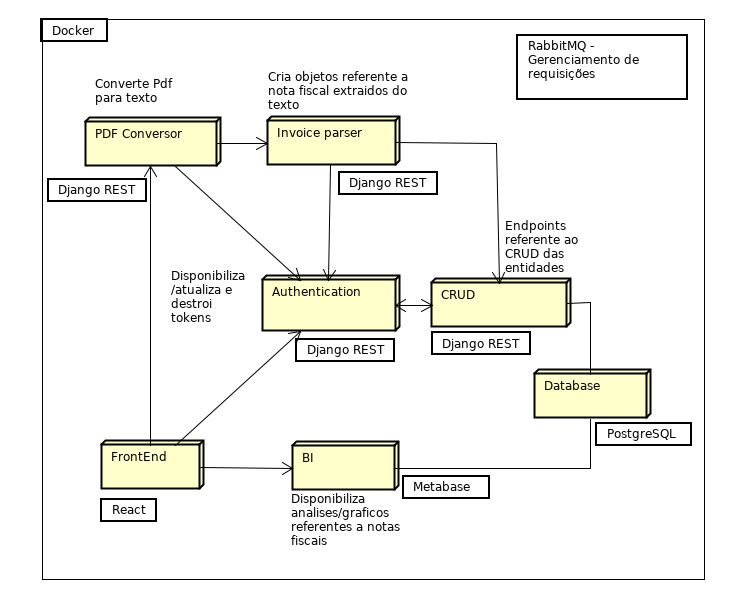 Docker
RabbitMQ -
Gerenciamento de
requisições
Converte Pdf
para texto
Cria objetos referente a
nota fiscal extraidos do
texto
PDF Conversor
Invoice parser
Django REST
Django REST
Endpoints
referente ao
CRUD das
entidades
Disponibiliza
/atualiza e
destroi
tokens
Authentication
CRUD
Django REST
Django REST
Database
PostgreSQL
FrontEnd
BI
React
Metabase
Disponibiliza
analises/graficos
referentes a notas
fiscais